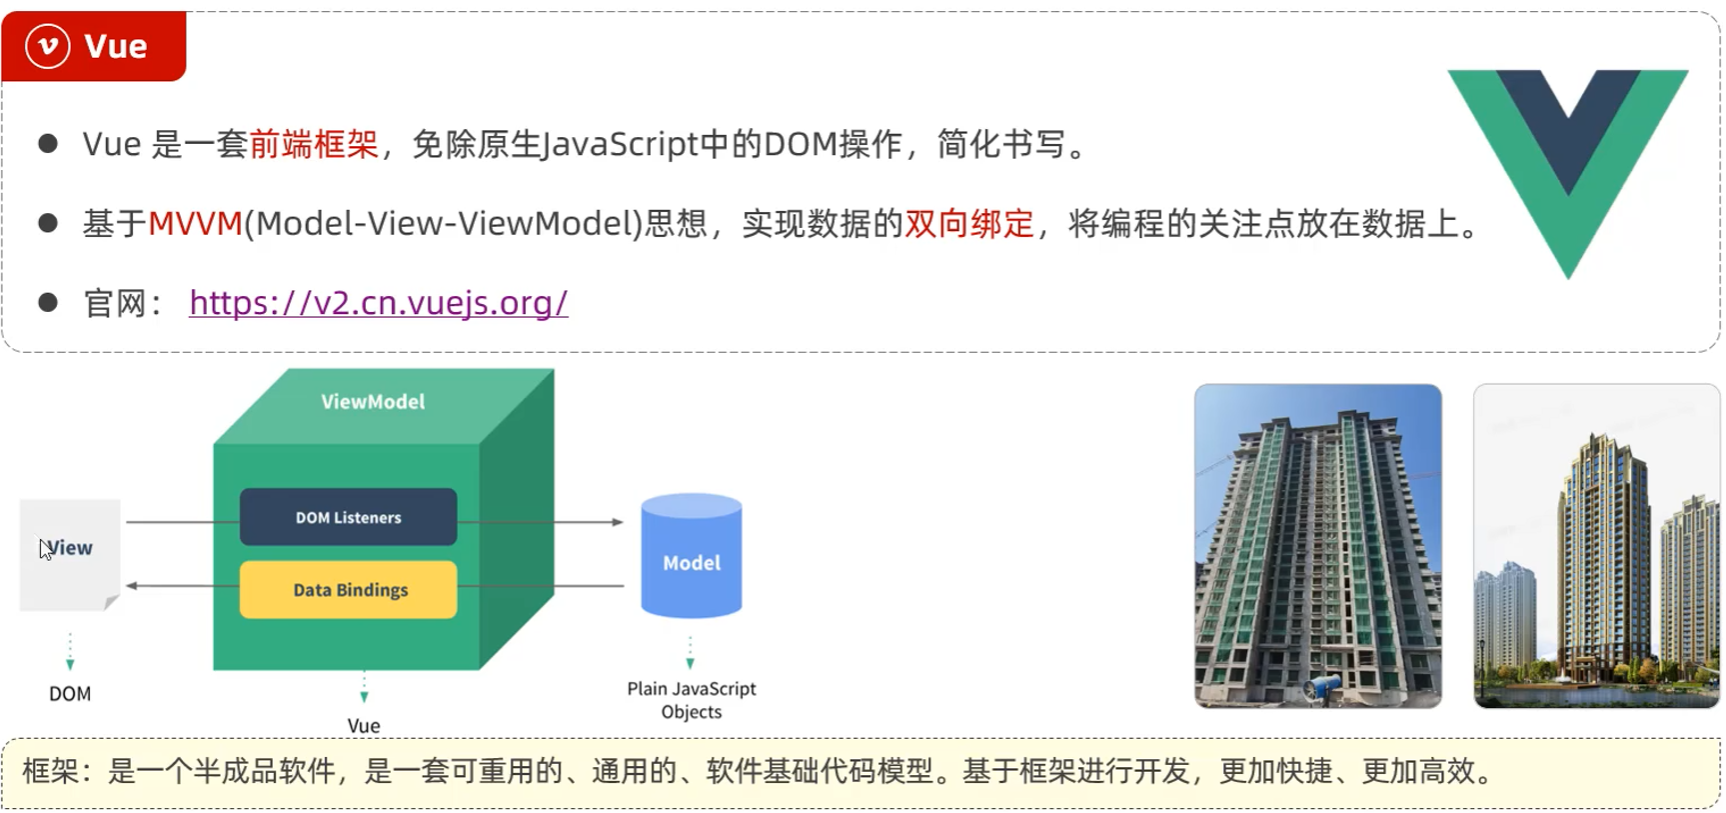 Vue
Vue 是一套前端框架，免除原生JavaScript中的DOM操作，简化书写。
基于MVVM(Model-View-ViewModel)思想，实现数据的双向绑定，将编程的关注点放在数据上。
官网： https://v2.cn.vuejs.org/
ViewModel
DOM Listeners
View
Model
Data Bindings
DOM
Plain JavaScript
Objects
Vue
框架：是一个半成品软件，是一套可重用的、通用的、软件基础代码模型。基于框架进行开发，更加快捷、更加高效。